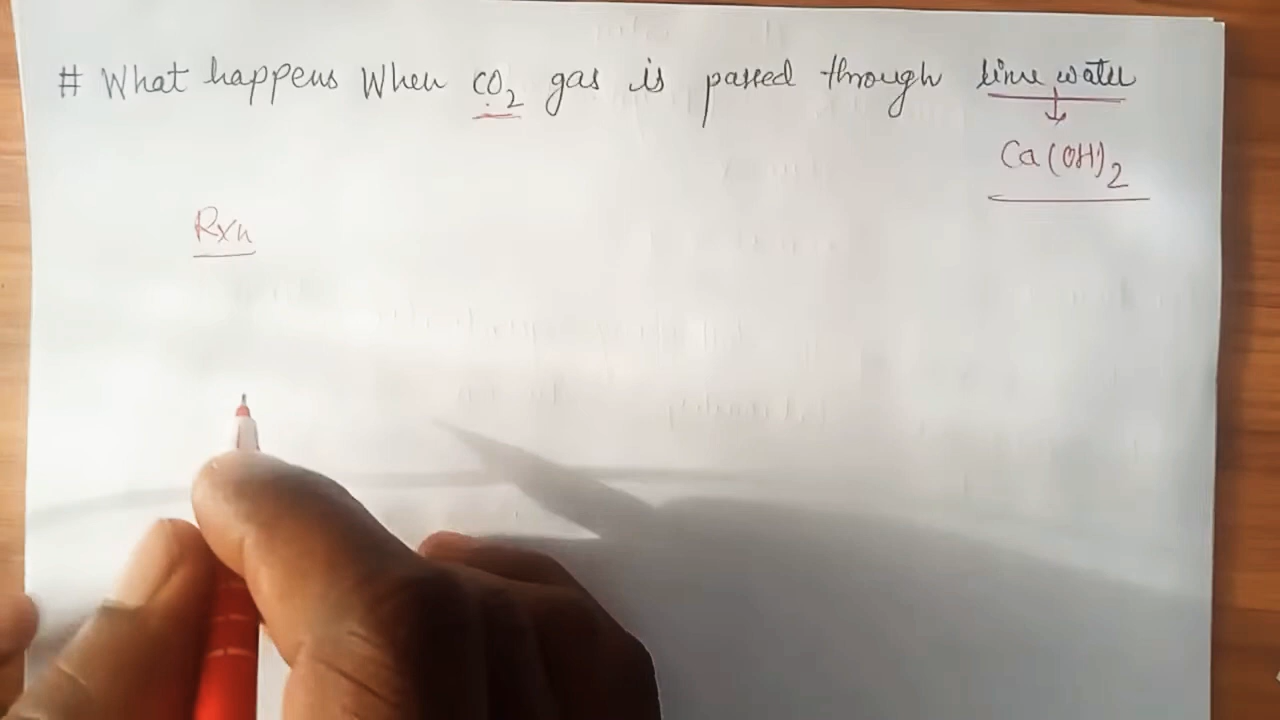 # What happens When CO2 gas is passed through lime water
Ca(OH)2
Rxn